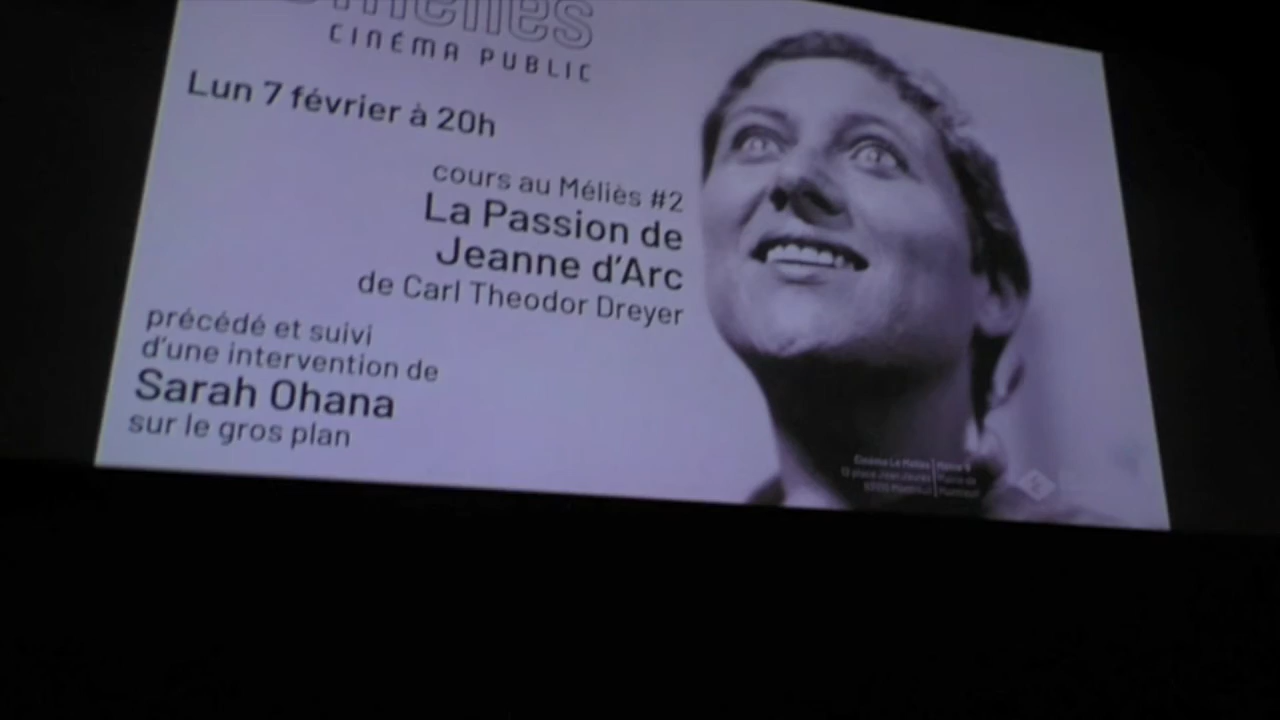 CINÉMA PUBLIC
Lun 7 février à 20h
cours au Méliès #2
La Passion de
Jeanne d'Arc
de Carl Theodor Dreyer
précédé et suivi
d'une intervention de
Sarah Ohana
sur le gros plan